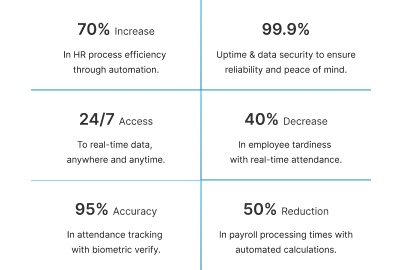 70% Increase
In HR process efficiency
through automation.
99.9%
Uptime & data security to ensure
reliability and peace of mind.
24/7 Access
To real-time data,
anywhere and anytime.
40% Decrease
In employee tardiness
with real-time attendance.
95% Accuracy
In attendance tracking
with biometric verify.
50% Reduction
In payroll processing times with
automated calculations.